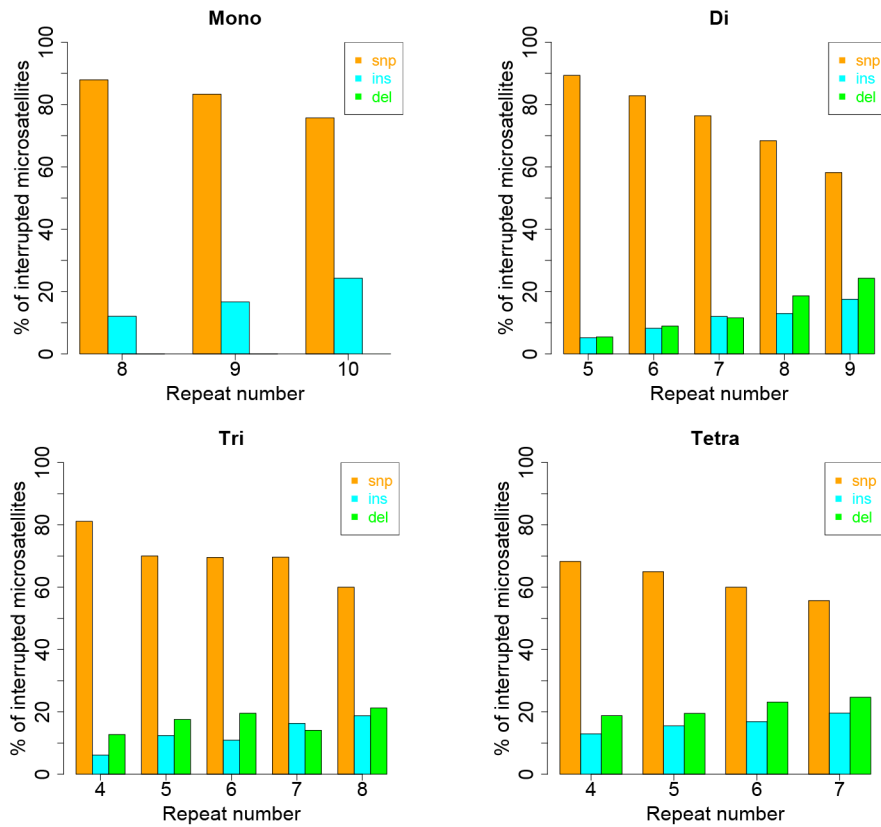 Mono
% of interrupted microsatellites
100
80
60
40
20
0
snp
ins
del
8 9 10
Repeat number
Di
% of interrupted microsatellites
100
80
60
40
20
0
snp
ins
del
5 6 7 8 9
Repeat number
Tri
% of interrupted microsatellites
100
80
60
40
20
0
snp
ins
del
4 5 6 7 8
Repeat number
Tetra
% of interrupted microsatellites
100
80
60
40
20
0
snp
ins
del
4 5 6 7
Repeat number